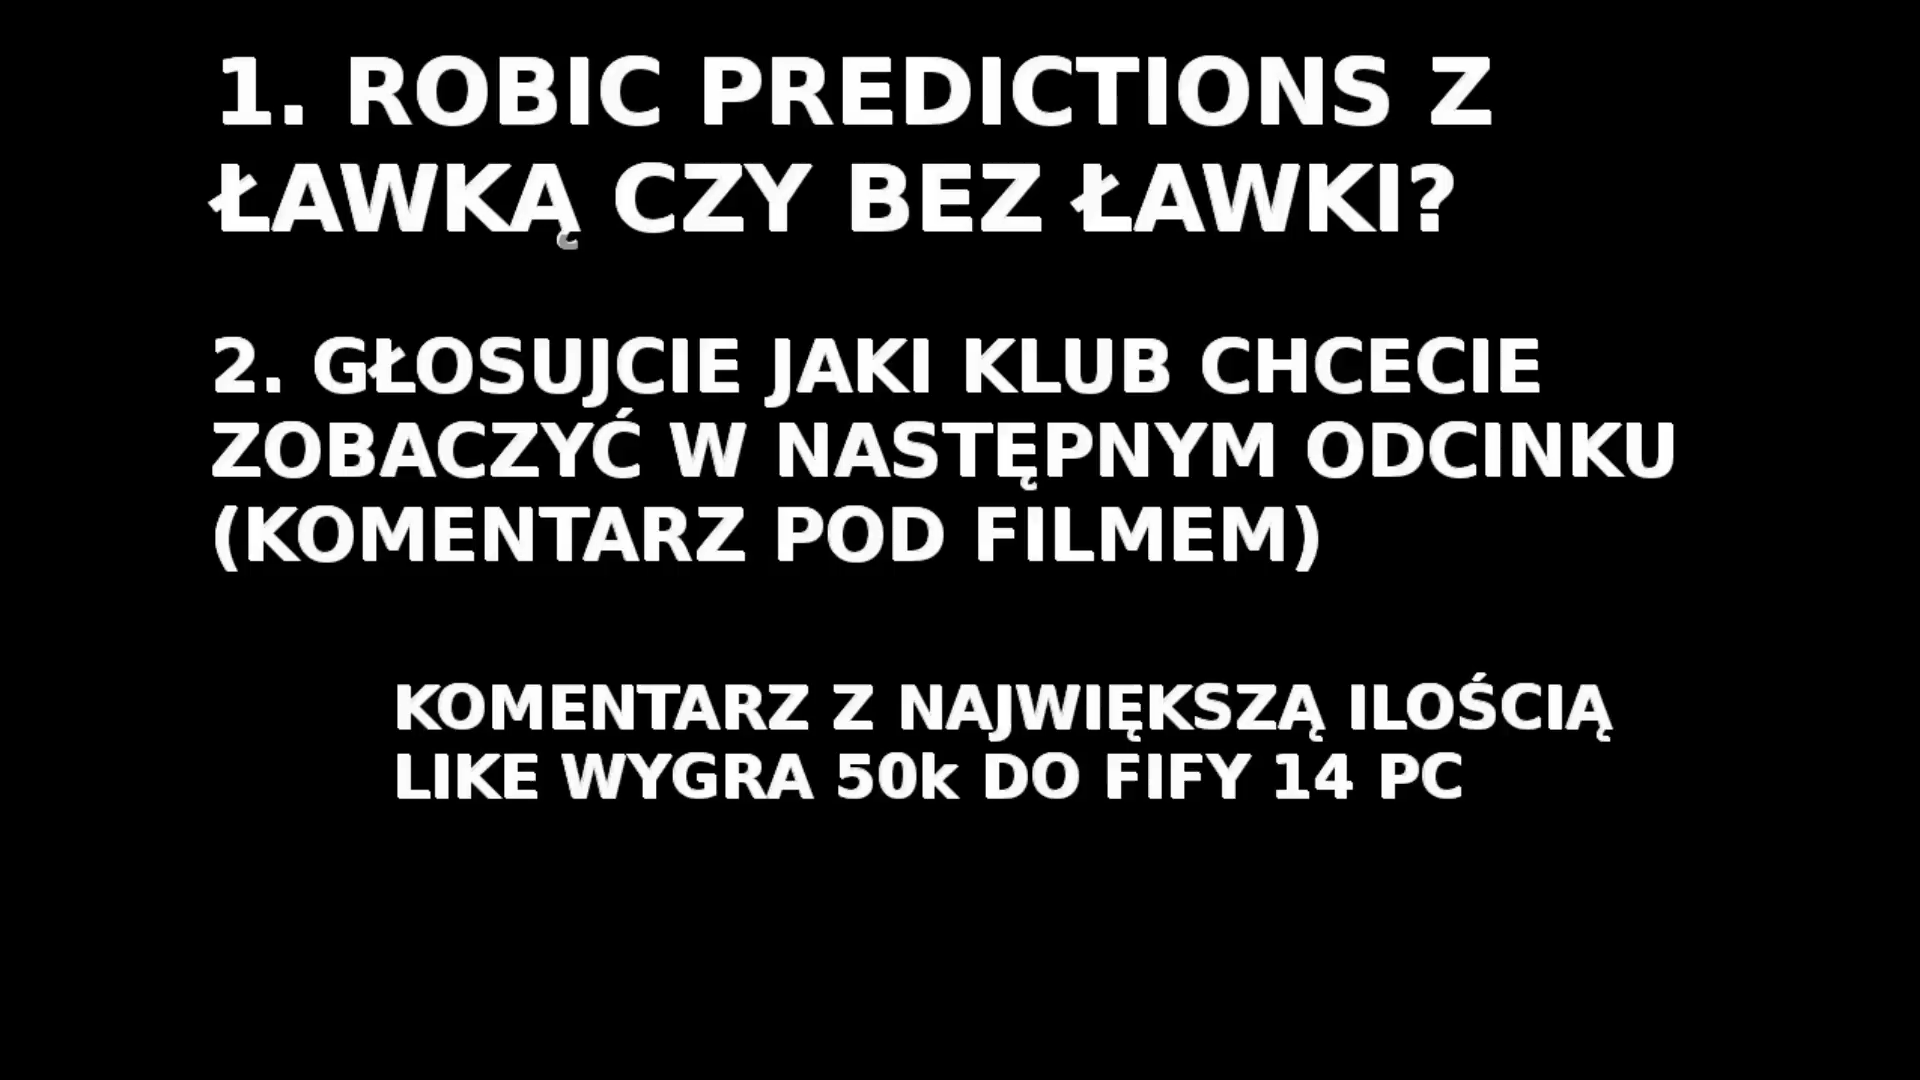 1. ROBIC PREDICTIONS Z
ŁAWKĄ CZY BEZ ŁAWKI?
2. GŁOSUJCIE JAKI KLUB CHCECIE
ZOBACZYĆ W NASTĘPNYM ODCINKU
(KOMENTARZ POD FILMEM)
KOMENTARZ Z NAJWIĘKSZĄ ILOŚCIĄ
LIKE WYGRA 50k DO FIFY 14 PC